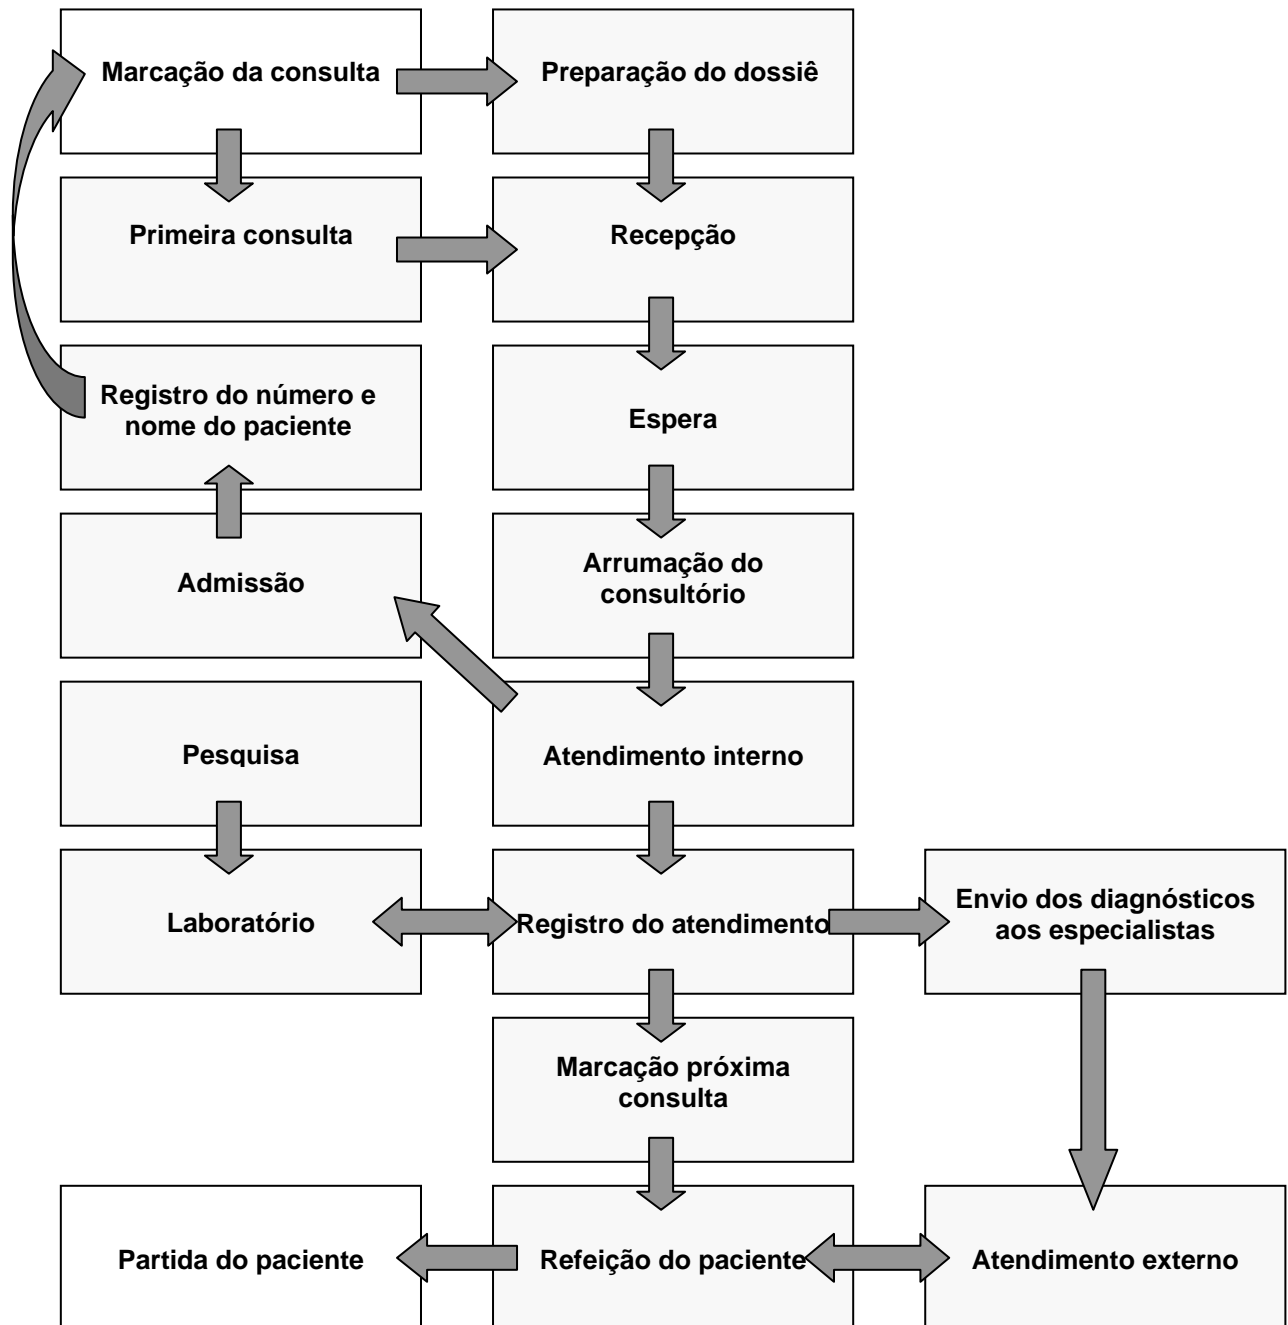 Marcação da consulta
Preparação do dossiê
Primeira consulta
Recepção
Registro do número e
nome do paciente
Espera
Admissão
Arrumação do
consultório
Pesquisa
Atendimento interno
Laboratório
Registro do atendimento
Envio dos diagnósticos
aos especialistas
Marcação próxima
consulta
Partida do paciente
Refeição do paciente
Atendimento externo